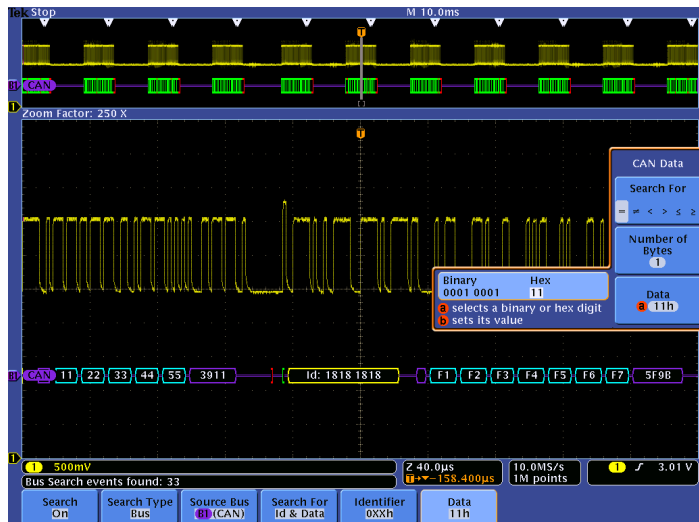 Tek Stop
M 10.0ms
T
B1 CAN
1
Zoom Factor: 250 X
T
CAN Data
Search For
= ≠ < > ≤ ≥
Number of
Bytes
1
Data
a 11h
Binary Hex
0001 0001 11
a selects a binary or hex digit
b sets its value
B1 CAN 11 22 33 44 55 3911 Id: 1818 1818 F1 F2 F3 F4 F5 F6 F7 5F9B
1
1 500mV
Z 40.0µs
T→▼-158.400µs
10.0MS/s
1M points
1 3.01 V
Bus Search events found: 33
Search
On
Search Type
Bus
Source Bus
B1 (CAN)
Search For
Id & Data
Identifier
0XXh
Data
11h